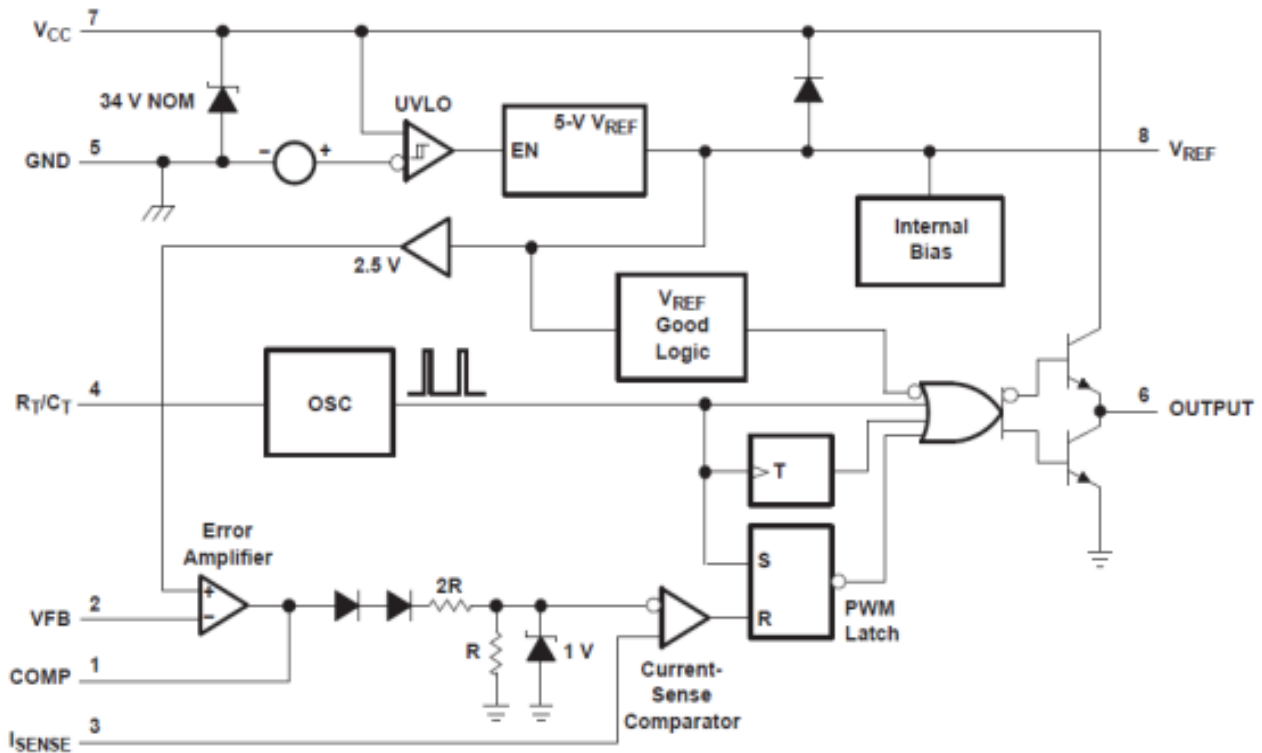 VCC 7
34 V NOM
UVLO
5-V VREF
EN
GND 5
− +
8 VREF
Internal
Bias
2.5 V
VREF
Good
Logic
RT/CT 4
OSC
6 OUTPUT
T
Error
Amplifier
S
R
PWM
Latch
2R
+
−
VFB 2
R
1 V
COMP 1
Current-
Sense
Comparator
ISENSE 3